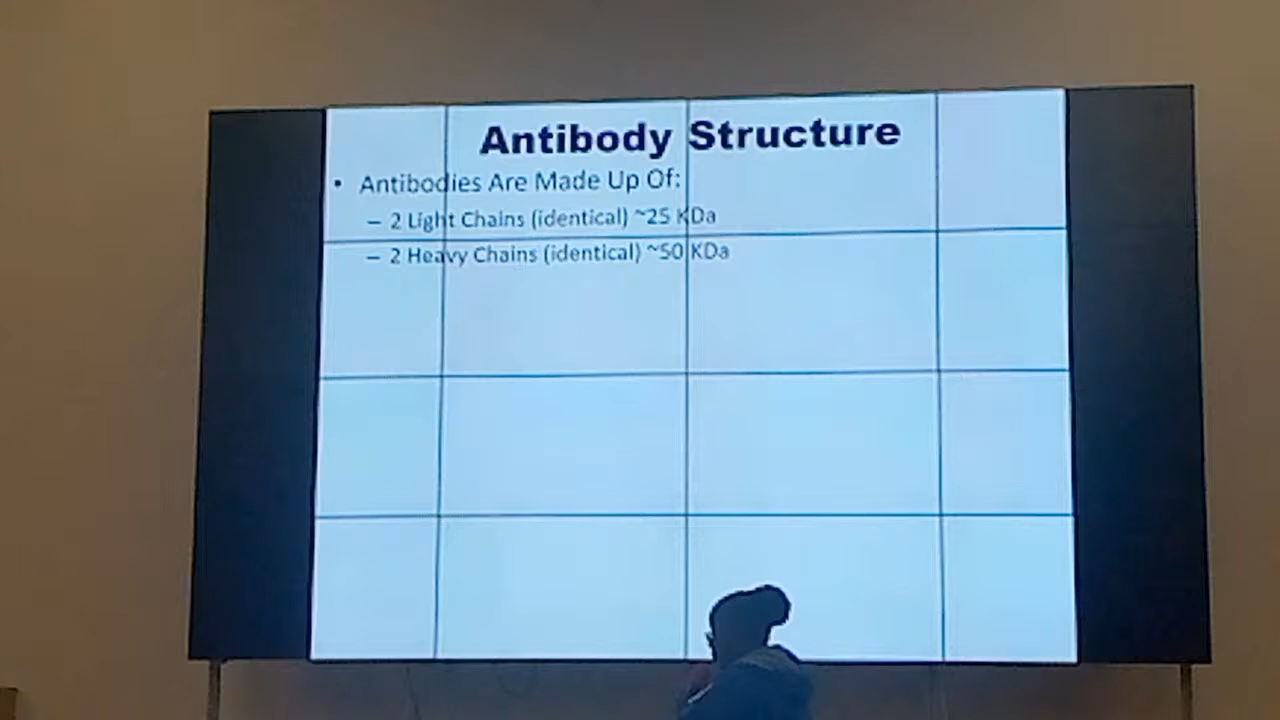 Antibody Structure
• Antibodies Are Made Up Of:
– 2 Light Chains (identical) ~25 KDa
– 2 Heavy Chains (identical) ~50 KDa